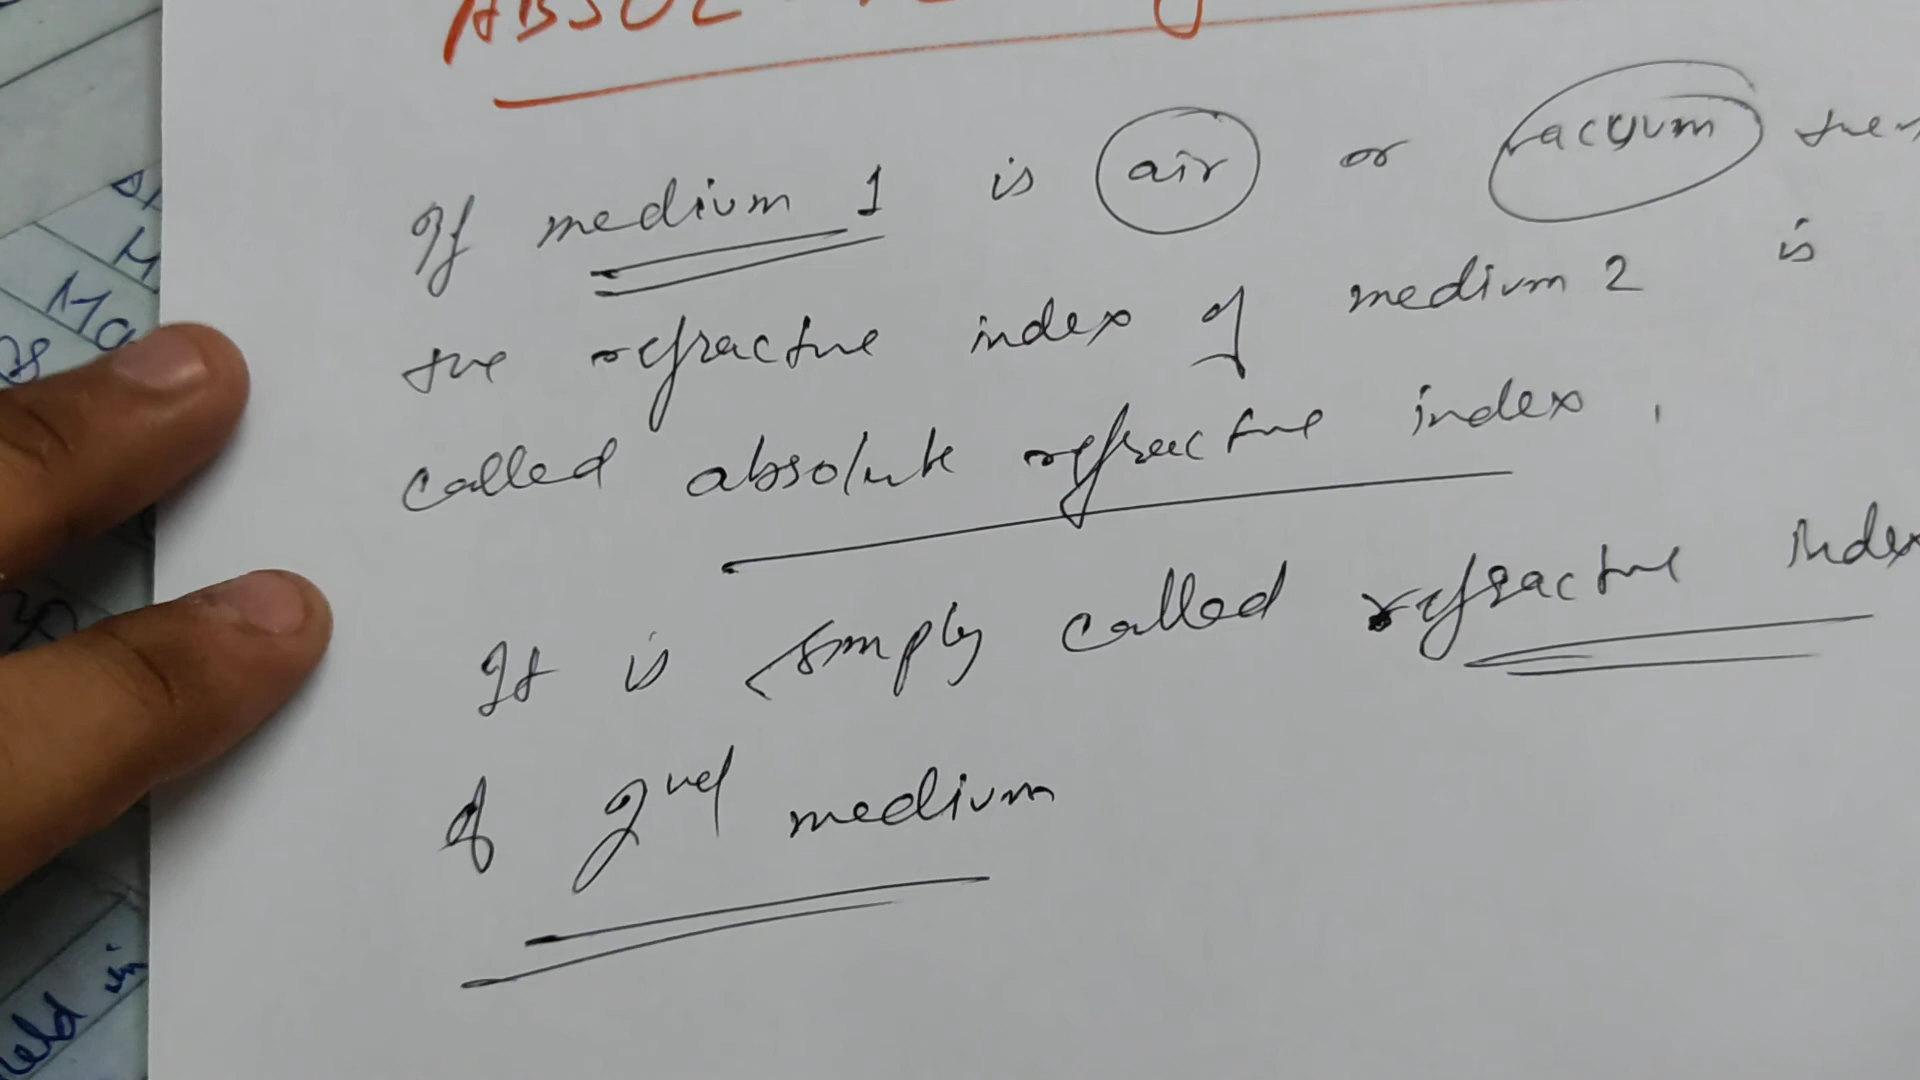 If medium 1 is air or vacuum then
the refractive index of medium 2 is
called absolute refractive index.
It is simply called refractive index
of 2nd medium